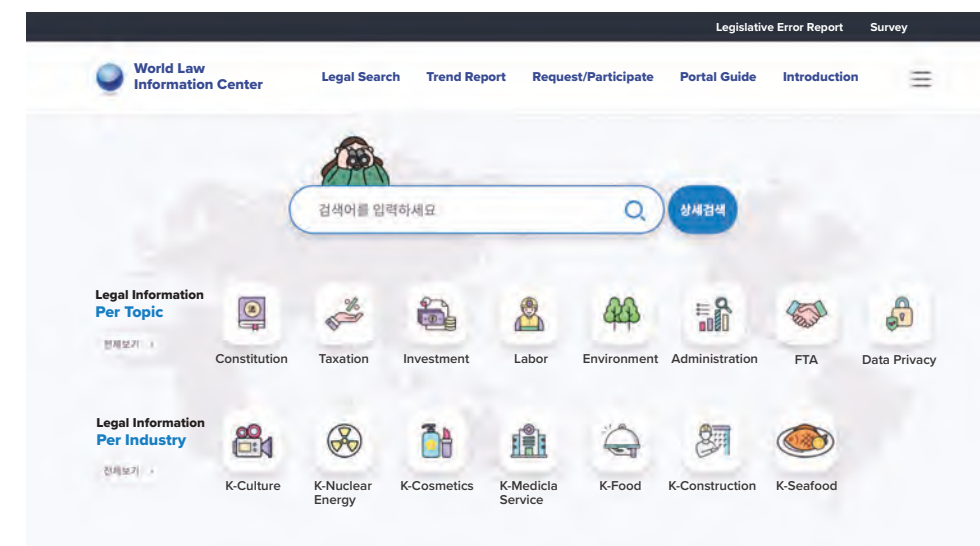 Legislative Error Report Survey
World Law
Information Center
Legal Search Trend Report Request/Participate Portal Guide Introduction
검색어를 입력하세요
상세검색
Legal Information
Per Topic
전체보기
Constitution Taxation Investment Labor Environment Administration FTA Data Privacy
Legal Information
Per Industry
전체보기
K-Culture K-Nuclear Energy K-Cosmetics K-Medicla Service K-Food K-Construction K-Seafood